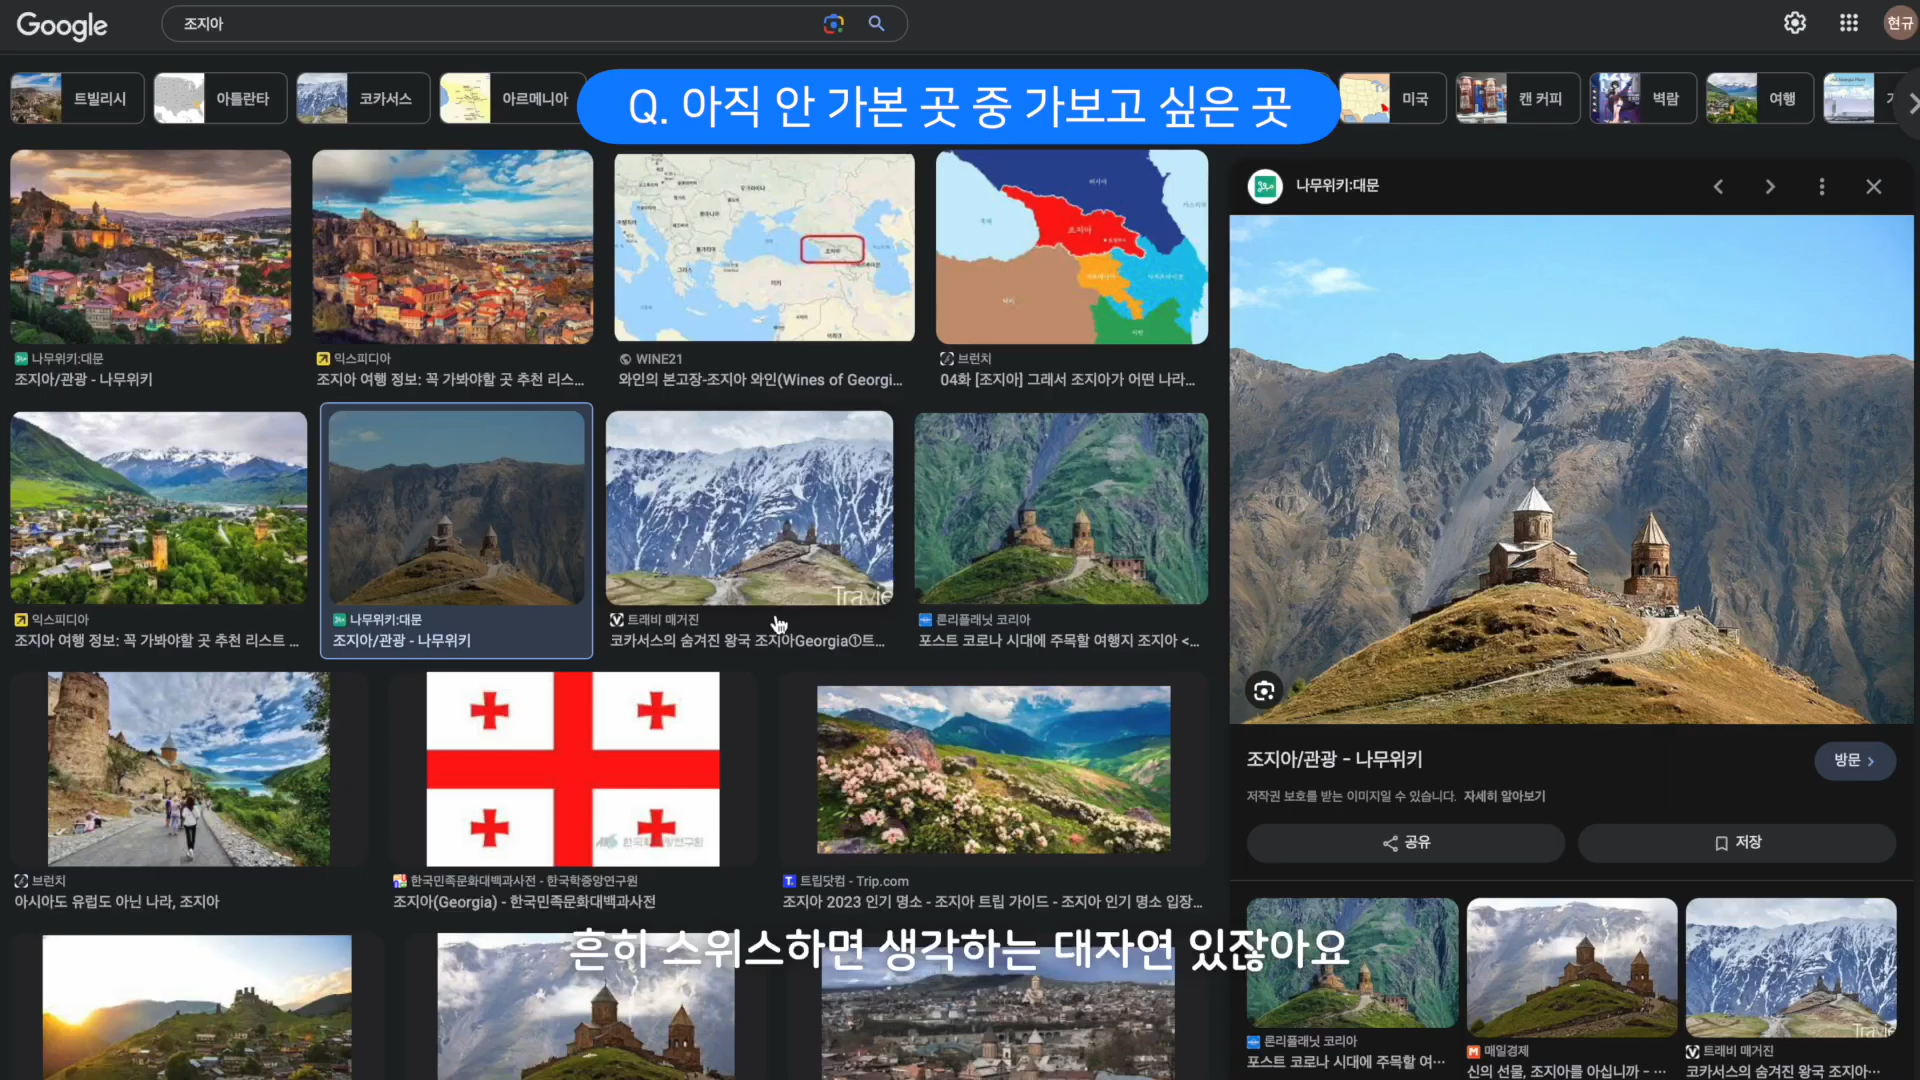 Google
조지아
현규
트빌리시
아틀란타
코카서스
아르메니아
Q. 아직 안 가본 곳 중 가보고 싶은 곳
미국
캔 커피
벽람
여행
나무위키:대문
조지아/관광 - 나무위키
익스피디아
조지아 여행 정보: 꼭 가봐야할 곳 추천 리스...
WINE21
와인의 본고장-조지아 와인(Wines of Georgi...
브런치
04화 [조지아] 그래서 조지아가 어떤 나라...
나무위키:대문
익스피디아
조지아 여행 정보: 꼭 가봐야할 곳 추천 리스트 ...
나무위키:대문
조지아/관광 - 나무위키
Travie
트래비 매거진
코카서스의 숨겨진 왕국 조지아Georgia①트...
론리플래닛 코리아
포스트 코로나 시대에 주목할 여행지 조지아 <...
브런치
아시아도 유럽도 아닌 나라, 조지아
한국민족문화대백과사전 - 한국학중앙연구원
조지아(Georgia) - 한국민족문화대백과사전
트립닷컴 - Trip.com
조지아 2023 인기 명소 - 조지아 트립 가이드 - 조지아 인기 명소 입장...
조지아/관광 - 나무위키
방문
저작권 보호를 받는 이미지일 수 있습니다. 자세히 알아보기
공유
저장
흔히 스위스하면 생각하는 대자연 있잖아요
론리플래닛 코리아
포스트 코로나 시대에 주목할 여...
매일경제
신의 선물, 조지아를 아십니까 - ...
Travie
트래비 매거진
코카서스의 숨겨진 왕국 조지아...